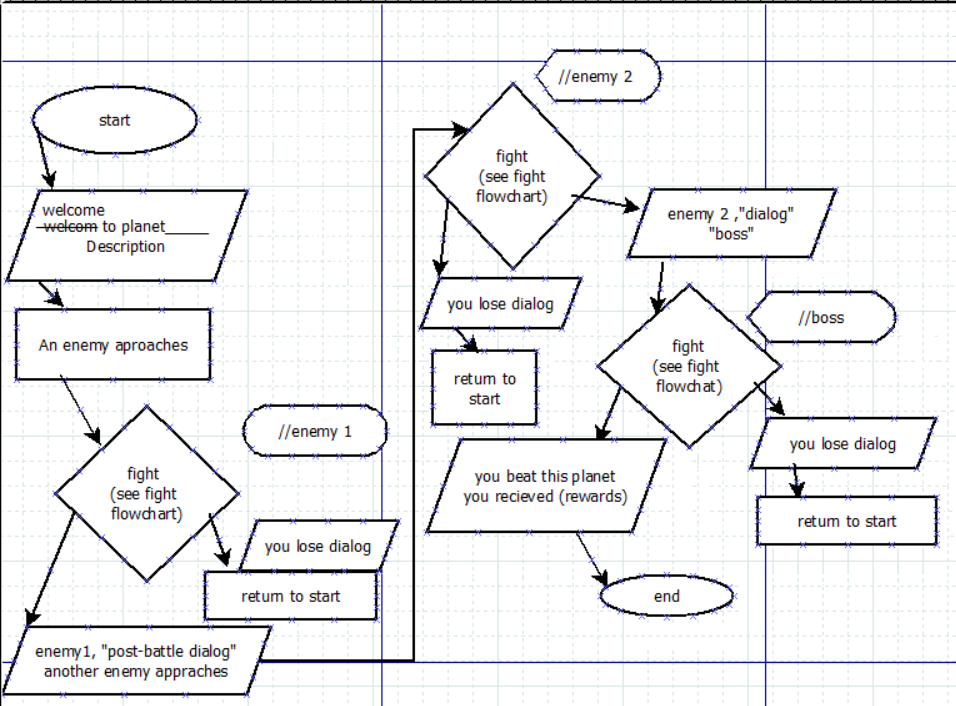 start
welcome
welcom to planet_____
Description
An enemy aproaches
//enemy 1
fight
(see fight
flowchart)
you lose dialog
return to start
enemy1, "post-battle dialog"
another enemy appraches
//enemy 2
fight
(see fight
flowchart)
enemy 2 ,"dialog"
"boss"
you lose dialog
return to
start
//boss
fight
(see fight
flowchat)
you lose dialog
return to start
you beat this planet
you recieved (rewards)
end